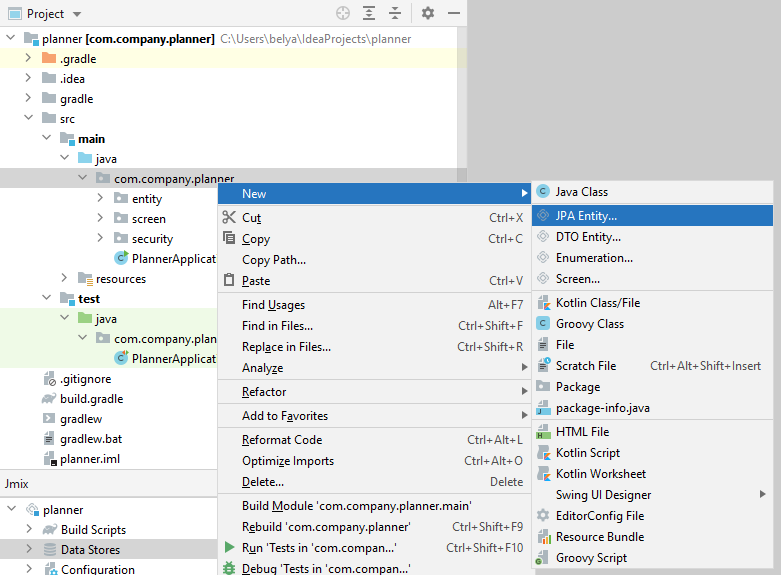 Project
planner [com.company.planner] C:\Users\belya\IdeaProjects\planner
.gradle
.idea
gradle
src
main
java
com.company.planner
entity
screen
security
PlannerApplicat
resources
test
java
com.company.plan
PlannerApplicat
.gitignore
build.gradle
gradlew
gradlew.bat
planner.iml
Jmix
planner
Build Scripts
Data Stores
Configuration
New
Cut Ctrl+X
Copy Ctrl+C
Copy Path...
Paste Ctrl+V
Find Usages Alt+F7
Find in Files... Ctrl+Shift+F
Replace in Files... Ctrl+Shift+R
Analyze
Refactor
Add to Favorites
Reformat Code Ctrl+Alt+L
Optimize Imports Ctrl+Alt+O
Delete... Delete
Build Module 'com.company.planner.main'
Rebuild 'com.company.planner' Ctrl+Shift+F9
Run 'Tests in 'com.compan...' Ctrl+Shift+F10
Debug 'Tests in 'com.compan...'
Java Class
JPA Entity...
DTO Entity...
Enumeration...
Screen...
Kotlin Class/File
Groovy Class
File
Scratch File Ctrl+Alt+Shift+Insert
Package
package-info.java
HTML File
Kotlin Script
Kotlin Worksheet
Swing UI Designer
EditorConfig File
Resource Bundle
Groovy Script